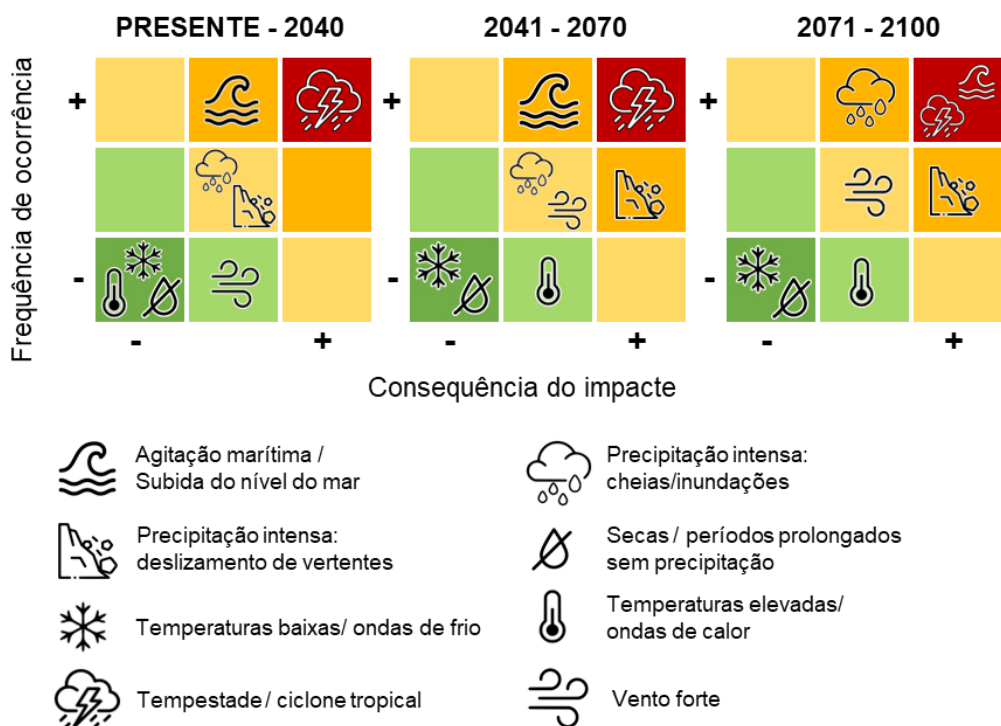 PRESENTE - 2040
2041 - 2070
2071 - 2100
Frequência de ocorrência
+
+
+
-
-
-
-
+
-
+
-
+
Consequência do impacte
Agitação marítima /
Subida do nível do mar
Precipitação intensa:
cheias/inundações
Precipitação intensa:
deslizamento de vertentes
Secas / períodos prolongados
sem precipitação
Temperaturas baixas/ ondas de frio
Temperaturas elevadas/
ondas de calor
Tempestade / ciclone tropical
Vento forte